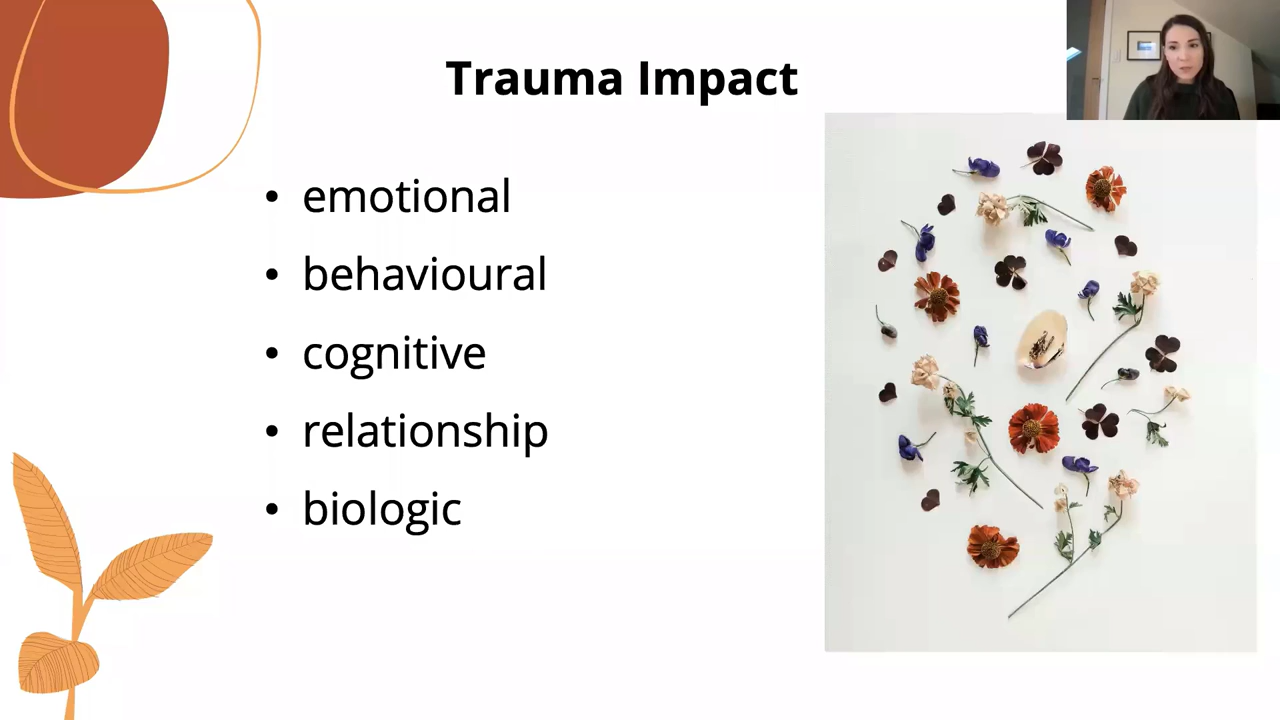 Trauma Impact
• emotional
• behavioural
• cognitive
• relationship
• biologic